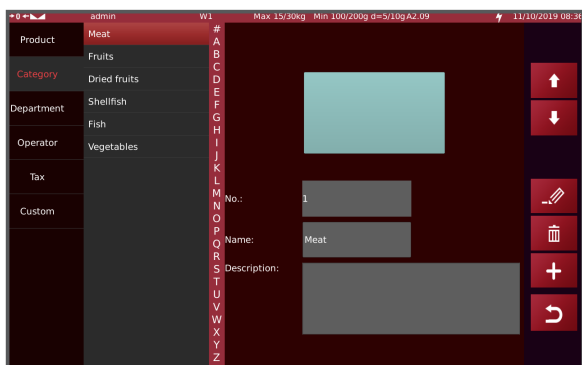 →0← admin W1 Max 15/30kg Min 100/200g d=5/10g A2.09 11/10/2019 08:36
Product
Category
Department
Operator
Tax
Custom
Meat
Fruits
Dried fruits
Shellfish
Fish
Vegetables
#
A
B
C
D
E
F
G
H
I
J
K
L
M
N
O
P
Q
R
S
T
U
V
W
X
Y
Z
No.: 1
Name: Meat
Description: